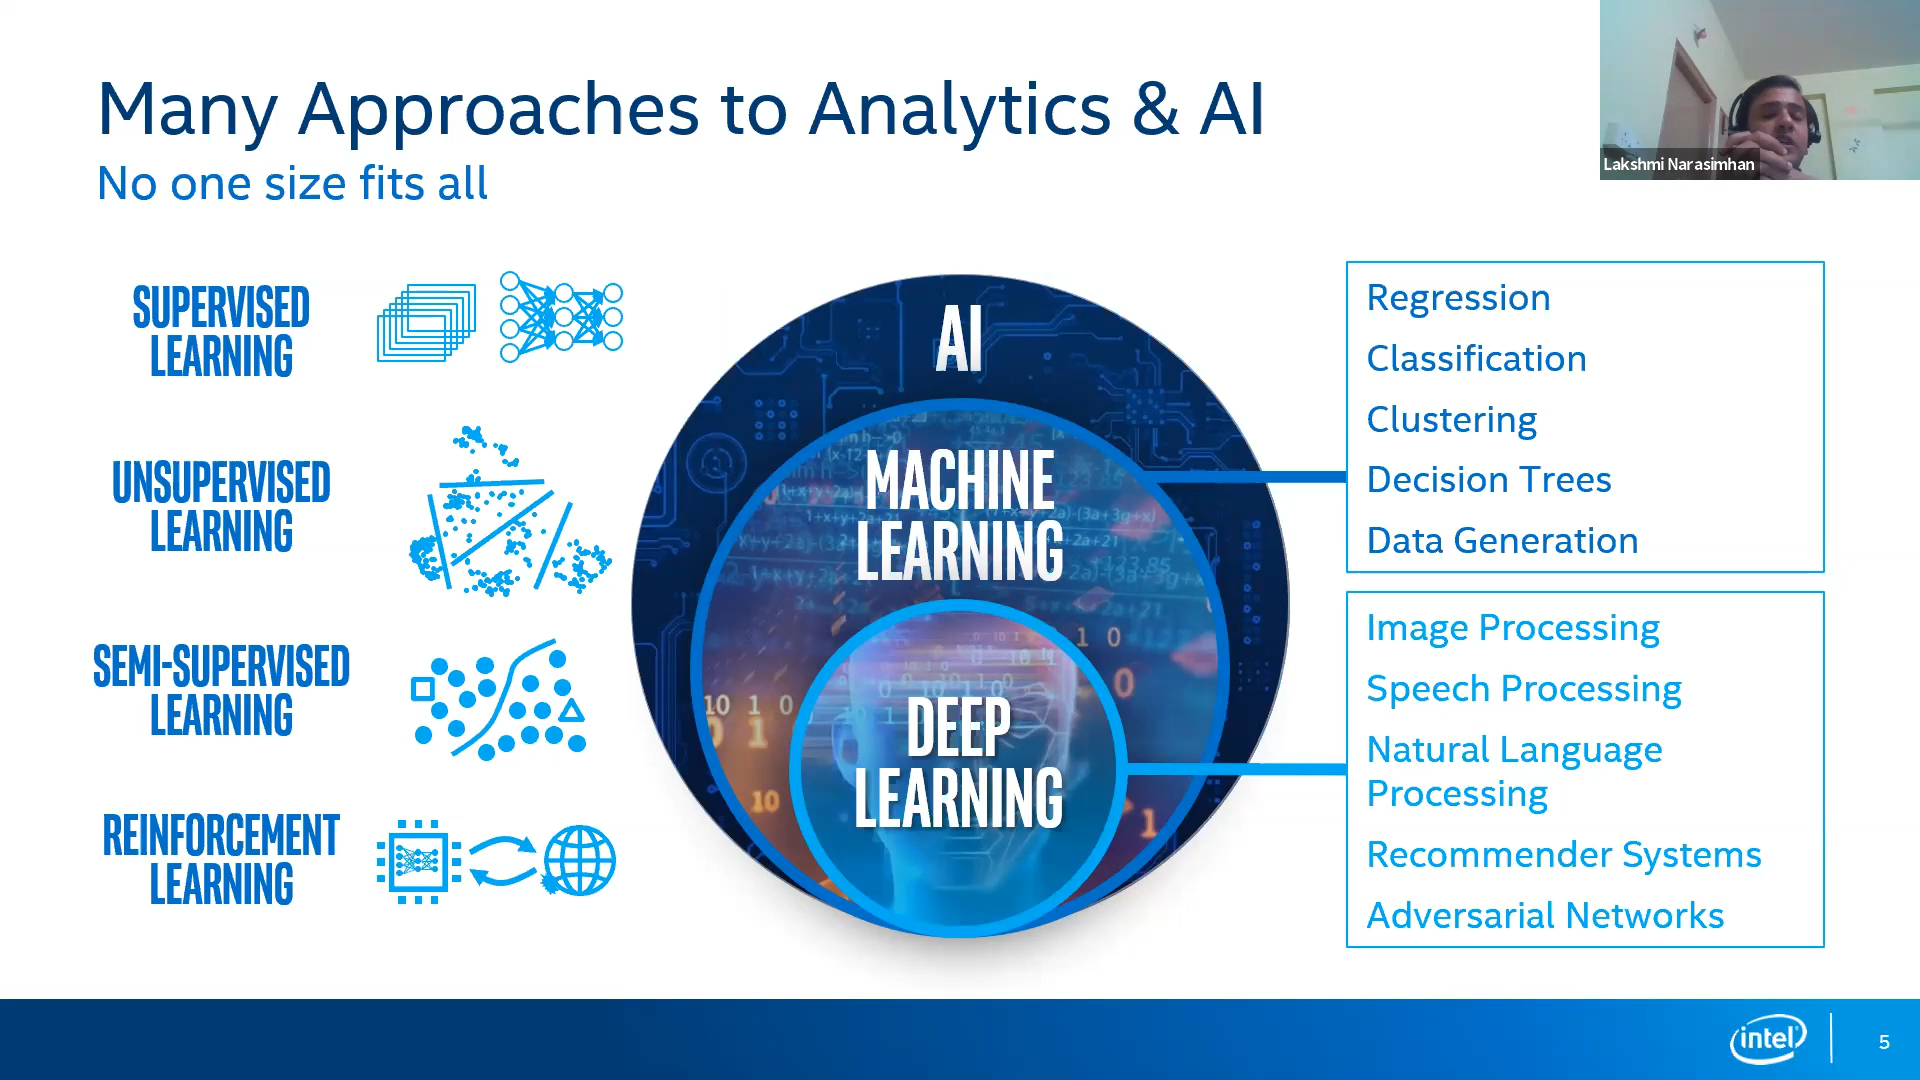 Many Approaches to Analytics & AI
No one size fits all
Lakshmi Narasimhan
SUPERVISED
LEARNING
UNSUPERVISED
LEARNING
SEMI-SUPERVISED
LEARNING
REINFORCEMENT
LEARNING
AI
MACHINE
LEARNING
DEEP
LEARNING
Regression
Classification
Clustering
Decision Trees
Data Generation
Image Processing
Speech Processing
Natural Language
Processing
Recommender Systems
Adversarial Networks
intel
5